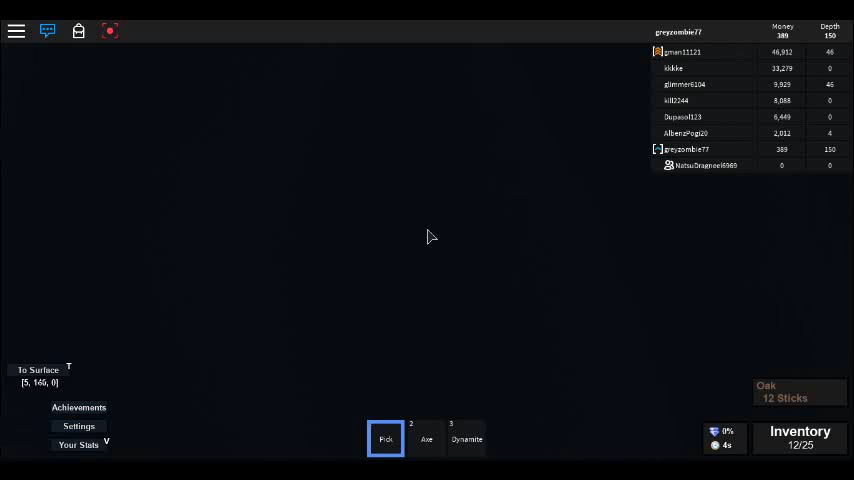 greyzombie77 Money 389 Depth 150
gman11121 46,912 46
kkkke 33,279 0
glimmer6104 9,929 46
kill2244 8,088 0
Dupasol123 6,449 0
AlbenzPogi20 2,012 4
greyzombie77 389 150
NatsuDragneel6969 0 0
To Surface T
[5, 146, 0]
Achievements
Settings
Your Stats V
Pick
2 Axe
3 Dynamite
Oak
12 Sticks
0%
4s
Inventory
12/25